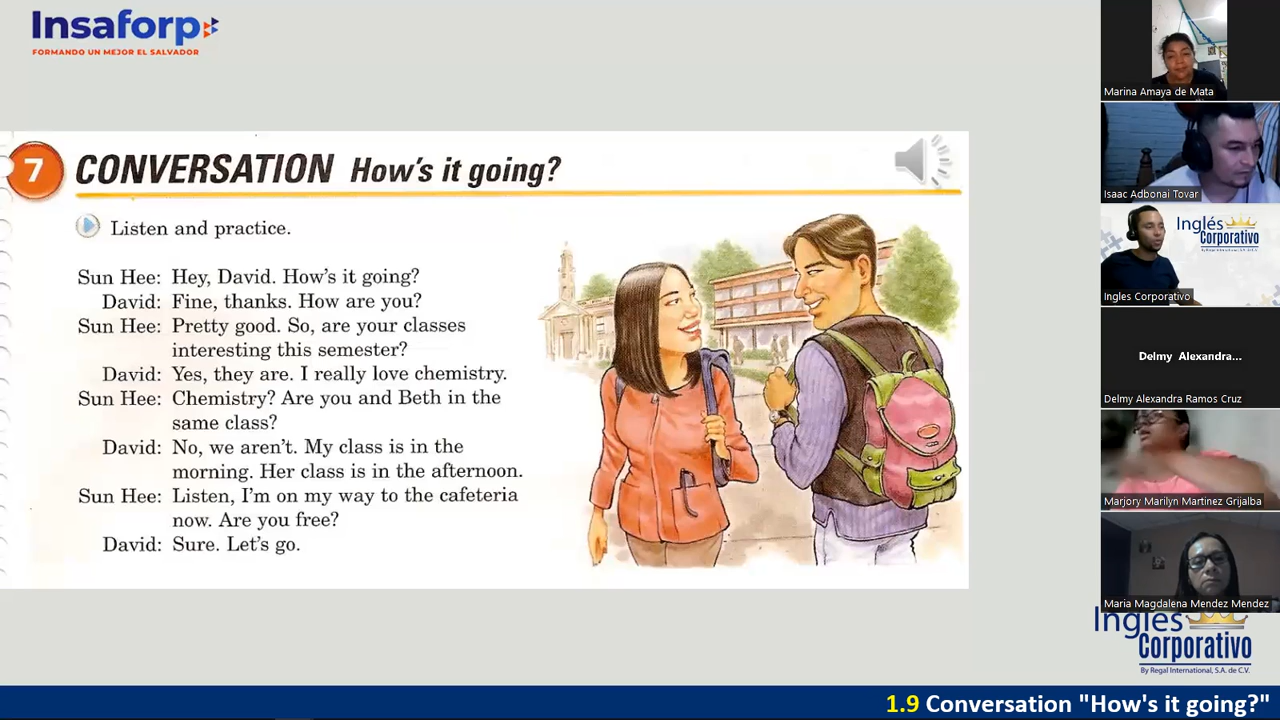 Insaforp
FORMANDO UN MEJOR EL SALVADOR
7 CONVERSATION How's it going?
Listen and practice.
Sun Hee: Hey, David. How's it going?
David: Fine, thanks. How are you?
Sun Hee: Pretty good. So, are your classes
interesting this semester?
David: Yes, they are. I really love chemistry.
Sun Hee: Chemistry? Are you and Beth in the
same class?
David: No, we aren't. My class is in the
morning. Her class is in the afternoon.
Sun Hee: Listen, I'm on my way to the cafeteria
now. Are you free?
David: Sure. Let's go.
Marina Amaya de Mata
Isaac Adbonai Tovar
Inglés
Corporativo
By Regal International, S.A. de C.V.
Ingles Corporativo
Delmy Alexandra...
Delmy Alexandra Ramos Cruz
Marjory Marilyn Martinez Grijalba
Maria Magdalena Mendez Mendez
Inglés
Corporativo
By Regal International, S.A. de C.V.
1.9 Conversation "How's it going?"